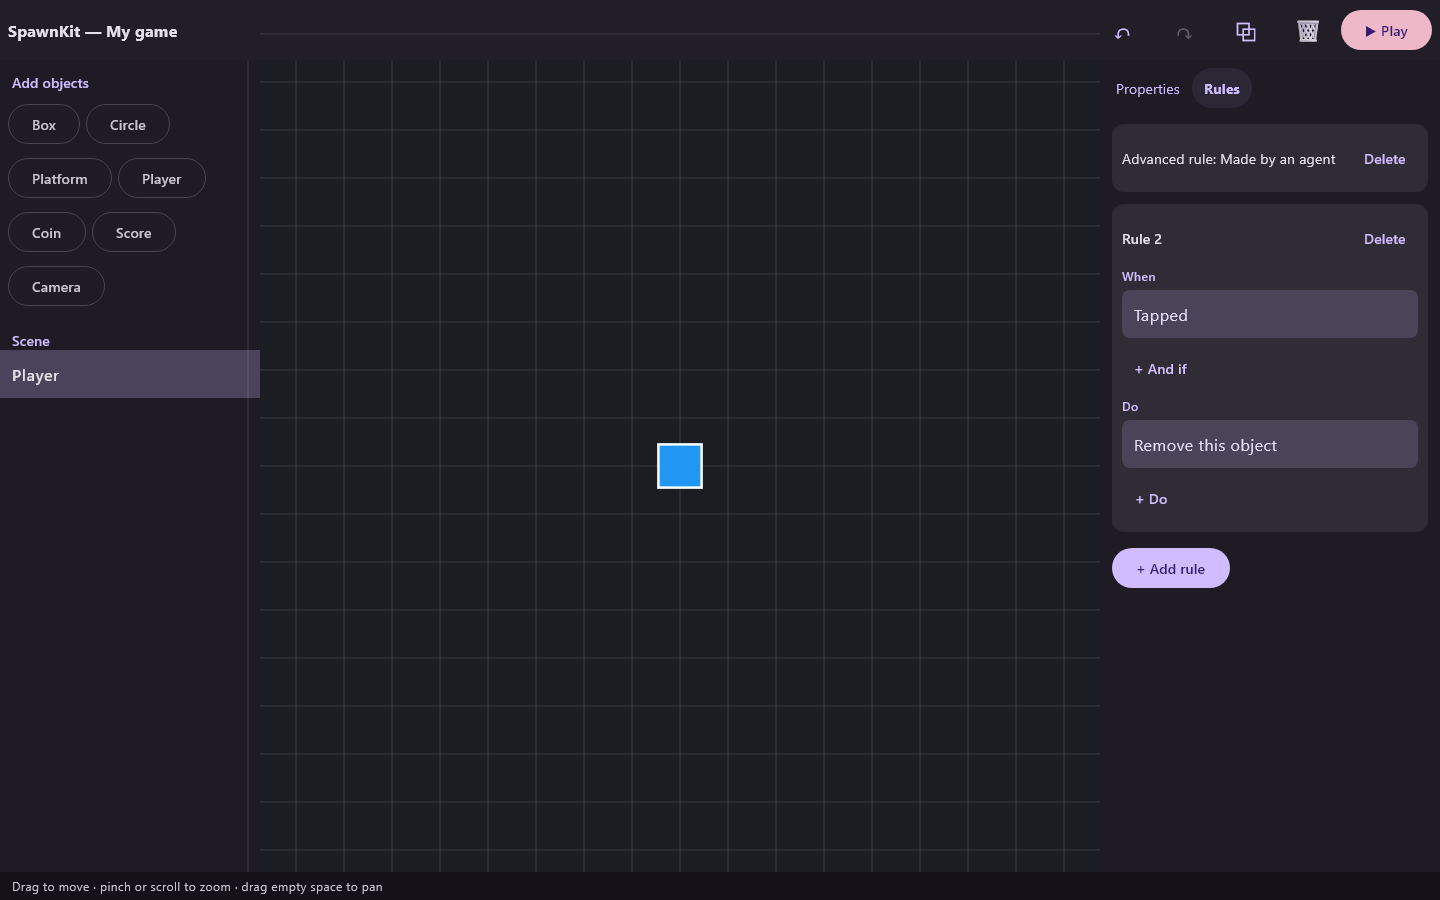 SpawnKit — My game
▶ Play
Add objects
Box
Circle
Platform
Player
Coin
Score
Camera
Scene
Player
Properties
Rules
Advanced rule: Made by an agent
Delete
Rule 2
Delete
When
Tapped
+ And if
Do
Remove this object
+ Do
+ Add rule
Drag to move · pinch or scroll to zoom · drag empty space to pan